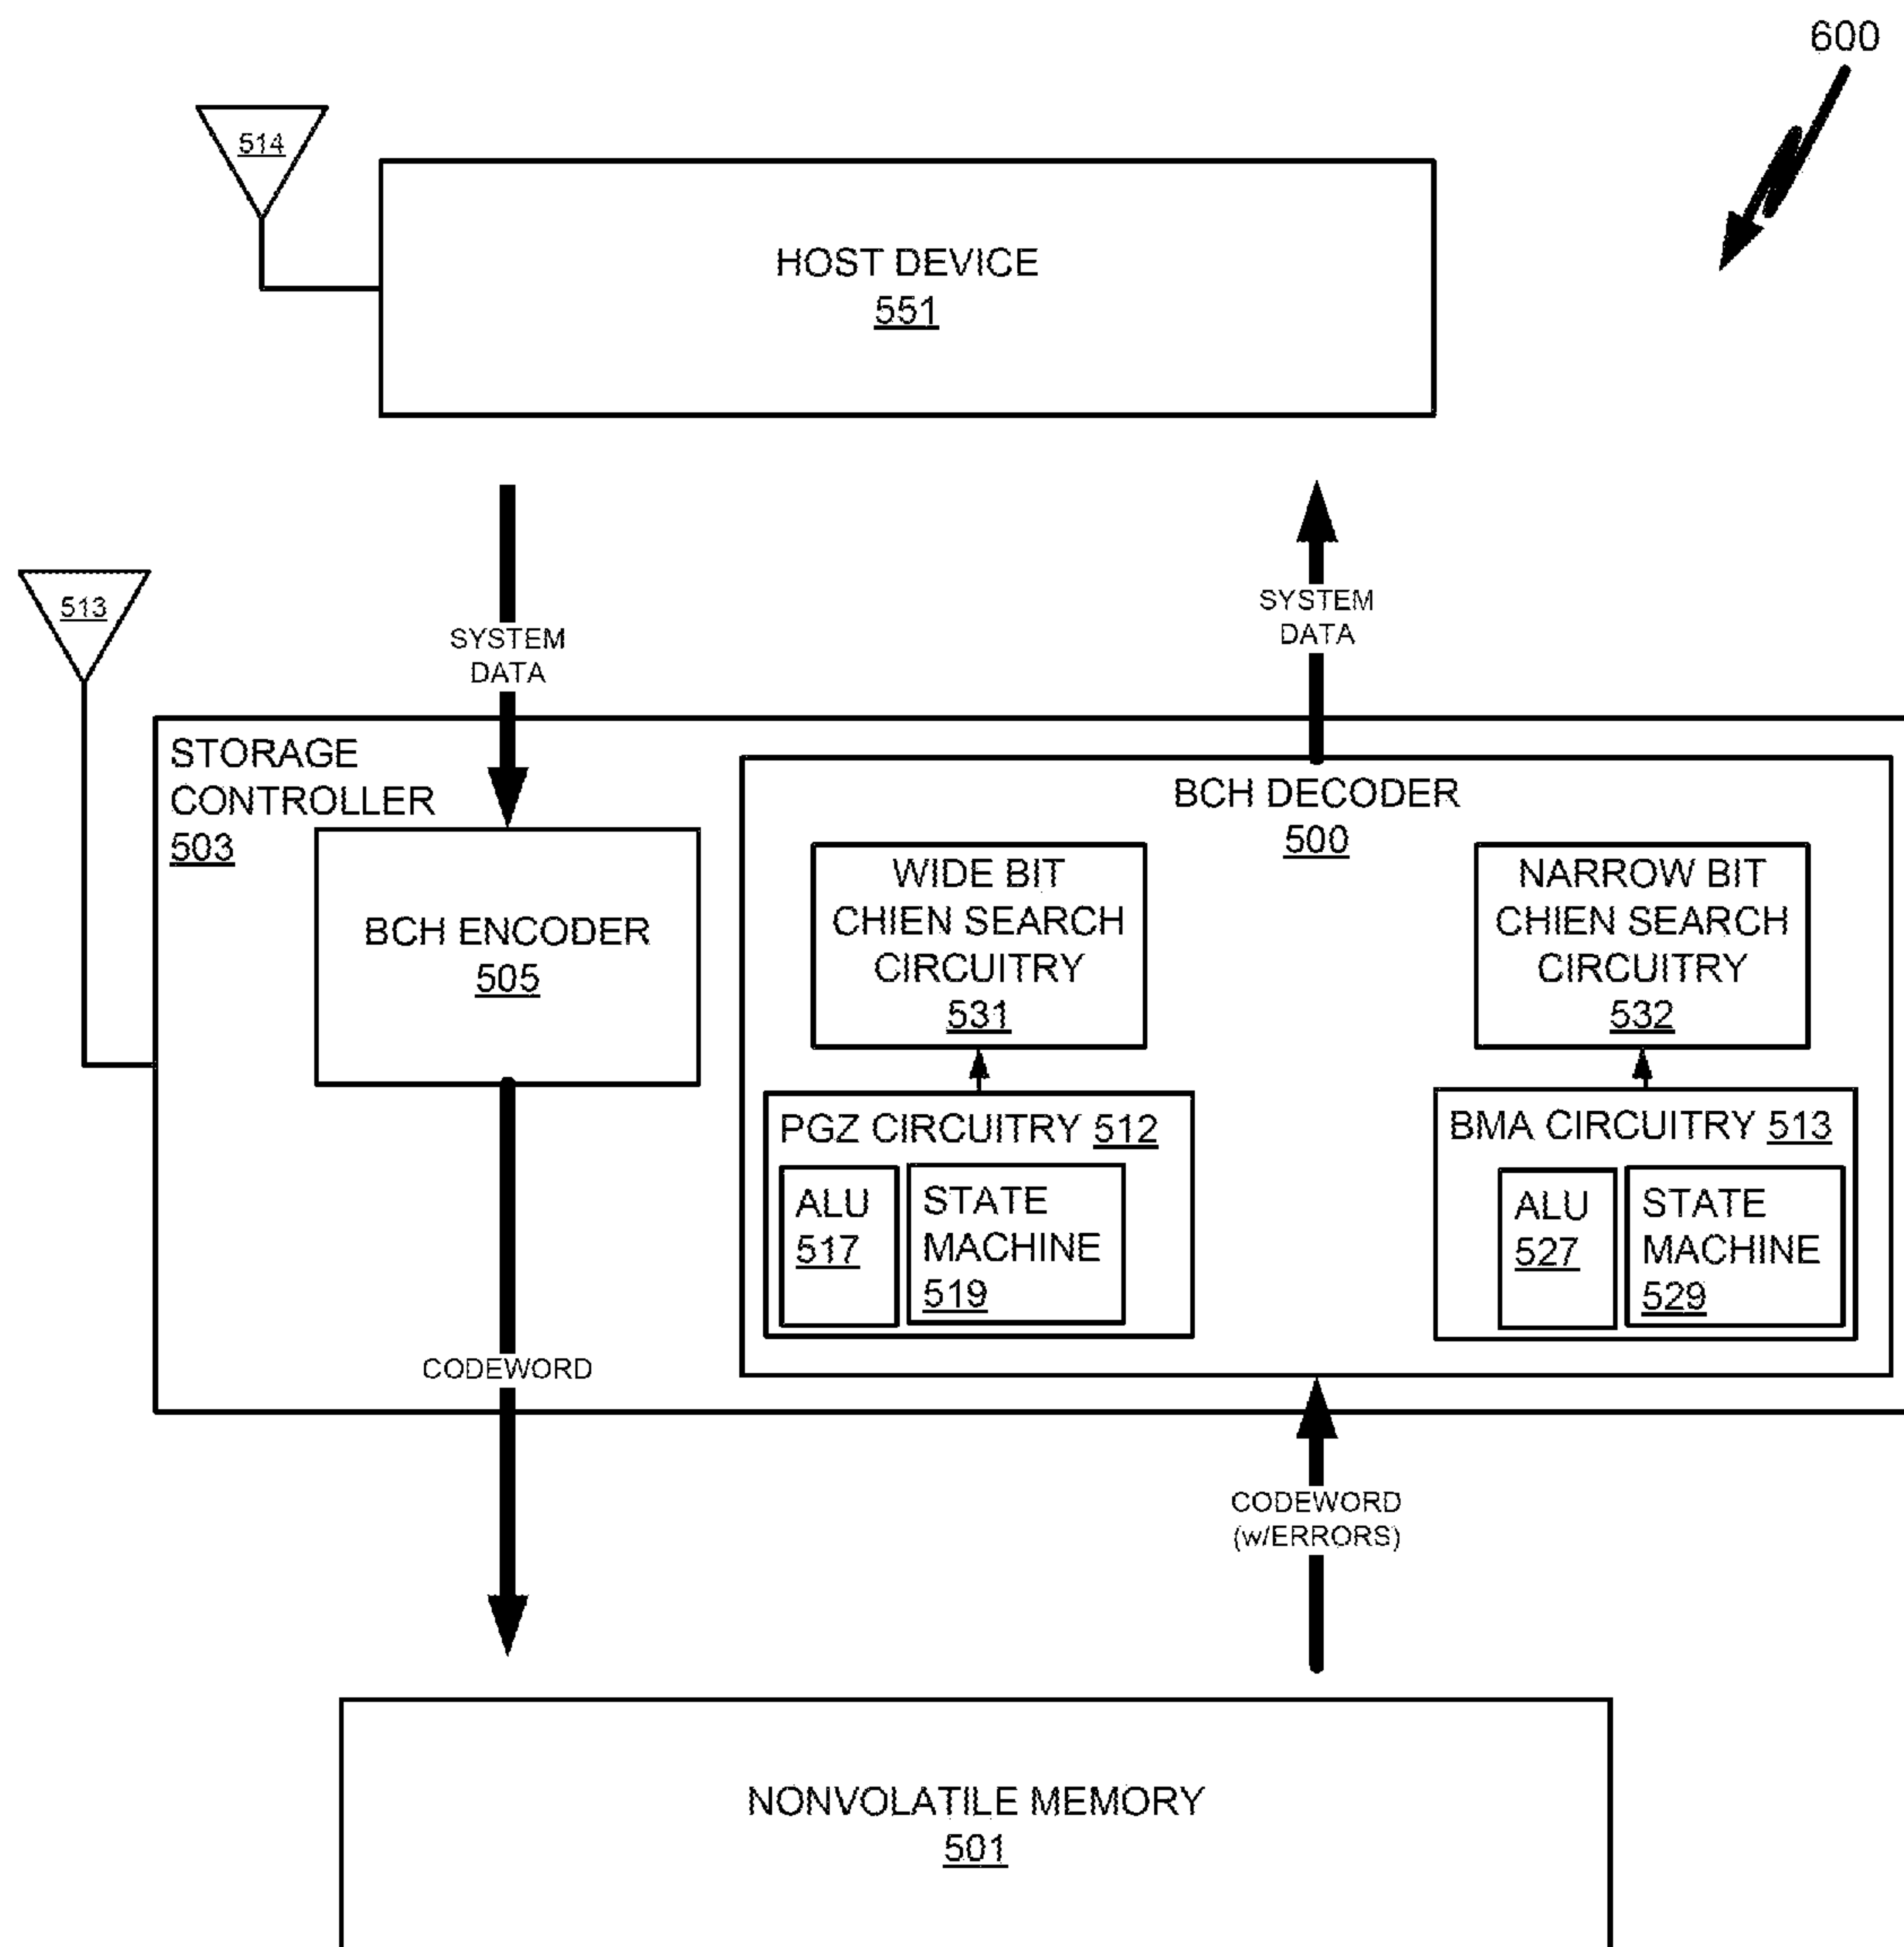 600
514
HOST DEVICE
551
513
SYSTEM
DATA
SYSTEM
DATA
STORAGE
CONTROLLER
503
BCH ENCODER
505
CODEWORD
BCH DECODER
500
WIDE BIT
CHIEN SEARCH
CIRCUITRY
531
NARROW BIT
CHIEN SEARCH
CIRCUITRY
532
PGZ CIRCUITRY 512
ALU
517
STATE
MACHINE
519
BMA CIRCUITRY 513
ALU
527
STATE
MACHINE
529
CODEWORD
(w/ERRORS)
NONVOLATILE MEMORY
501